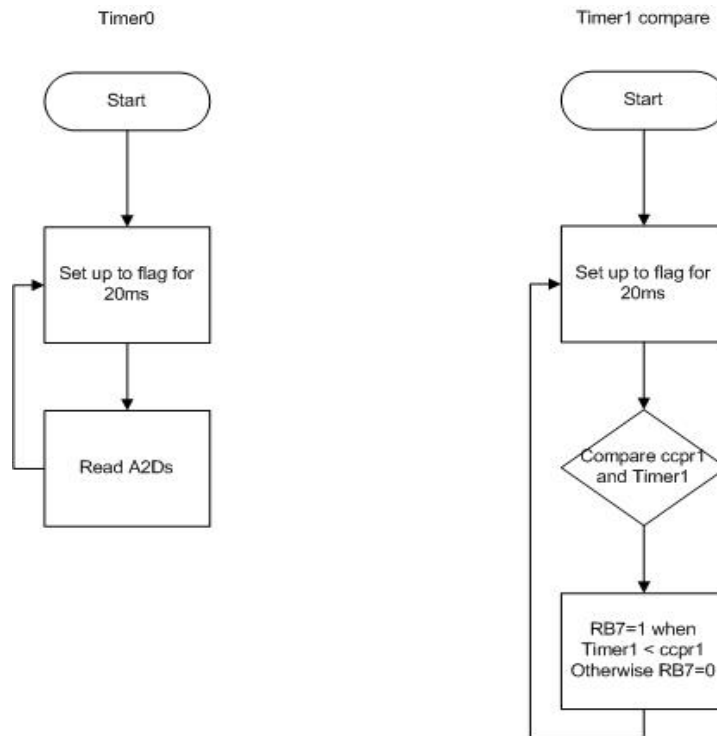 Timer0
Start
Set up to flag for
20ms
Read A2Ds
Timer1 compare
Start
Set up to flag for
20ms
Compare ccpr1
and Timer1
RB7=1 when
Timer1 < ccpr1
Otherwise RB7=0